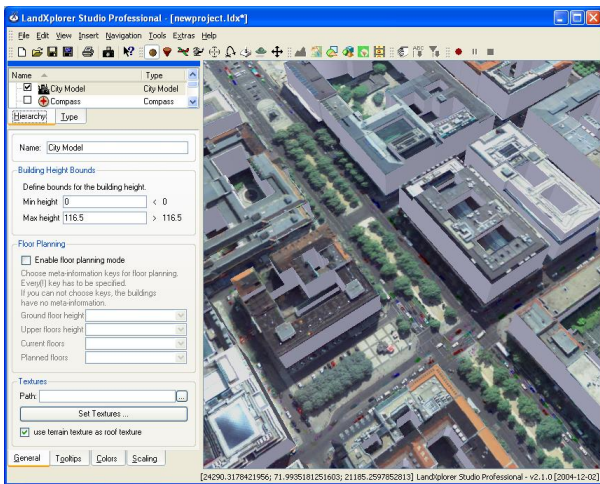 LandXplorer Studio Professional - [newproject.ldx*]
File Edit View Insert Navigation Tools Extras Help
Name Type
City Model City Model
Compass Compass
Hierarchy Type
Name: City Model
Building Height Bounds
Define bounds for the building height.
Min height 0 < 0
Max height 116.5 > 116.5
Floor Planning
Enable floor planning mode
Choose meta-information keys for floor planning.
Every(!) key has to be specified.
If you can not choose keys, the buildings
have no meta-information.
Ground floor height
Upper floors height
Current floors
Planned floors
Textures
Path: ...
Set Textures ...
use terrain texture as roof texture
General Tooltips Colors Scaling
[24290.3178421956; 71.9935181251603; 21185.2597852813] LandXplorer Studio Professional - v2.1.0 [2004-12-02]